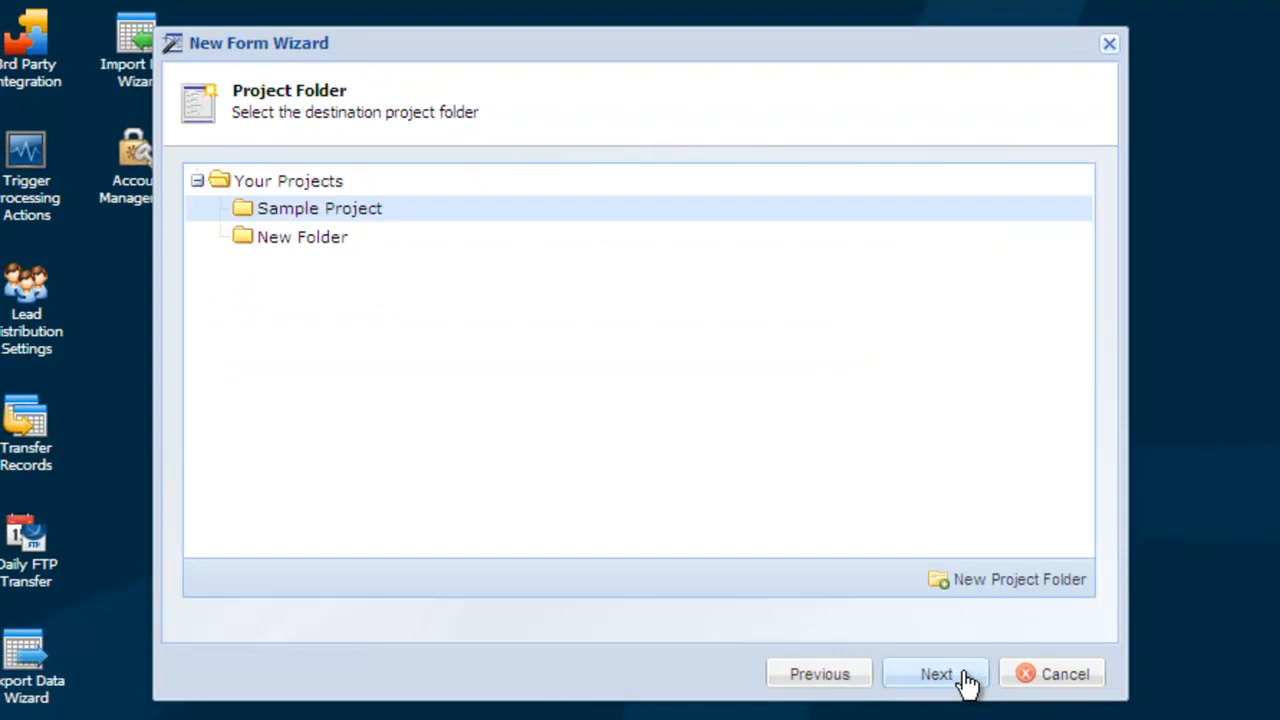 3rd Party
Integration
Import
Wizar
Trigger
Processing
Actions
Accou
Manager
Lead
Distribution
Settings
Transfer
Records
Daily FTP
Transfer
Export Data
Wizard
New Form Wizard
Project Folder
Select the destination project folder
Your Projects
Sample Project
New Folder
New Project Folder
Previous
Next
Cancel